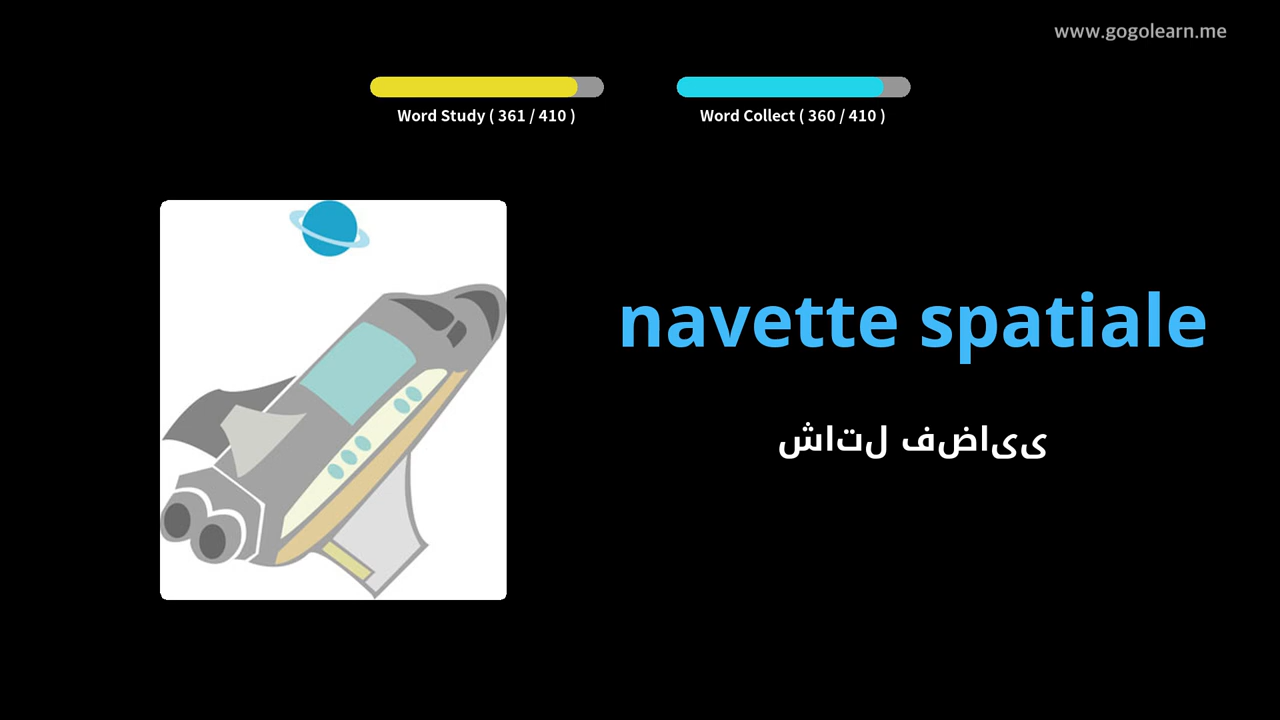 www.gogolearn.me
Word Study ( 361 / 410 )
Word Collect ( 360 / 410 )
navette spatiale
شاتل فضایی